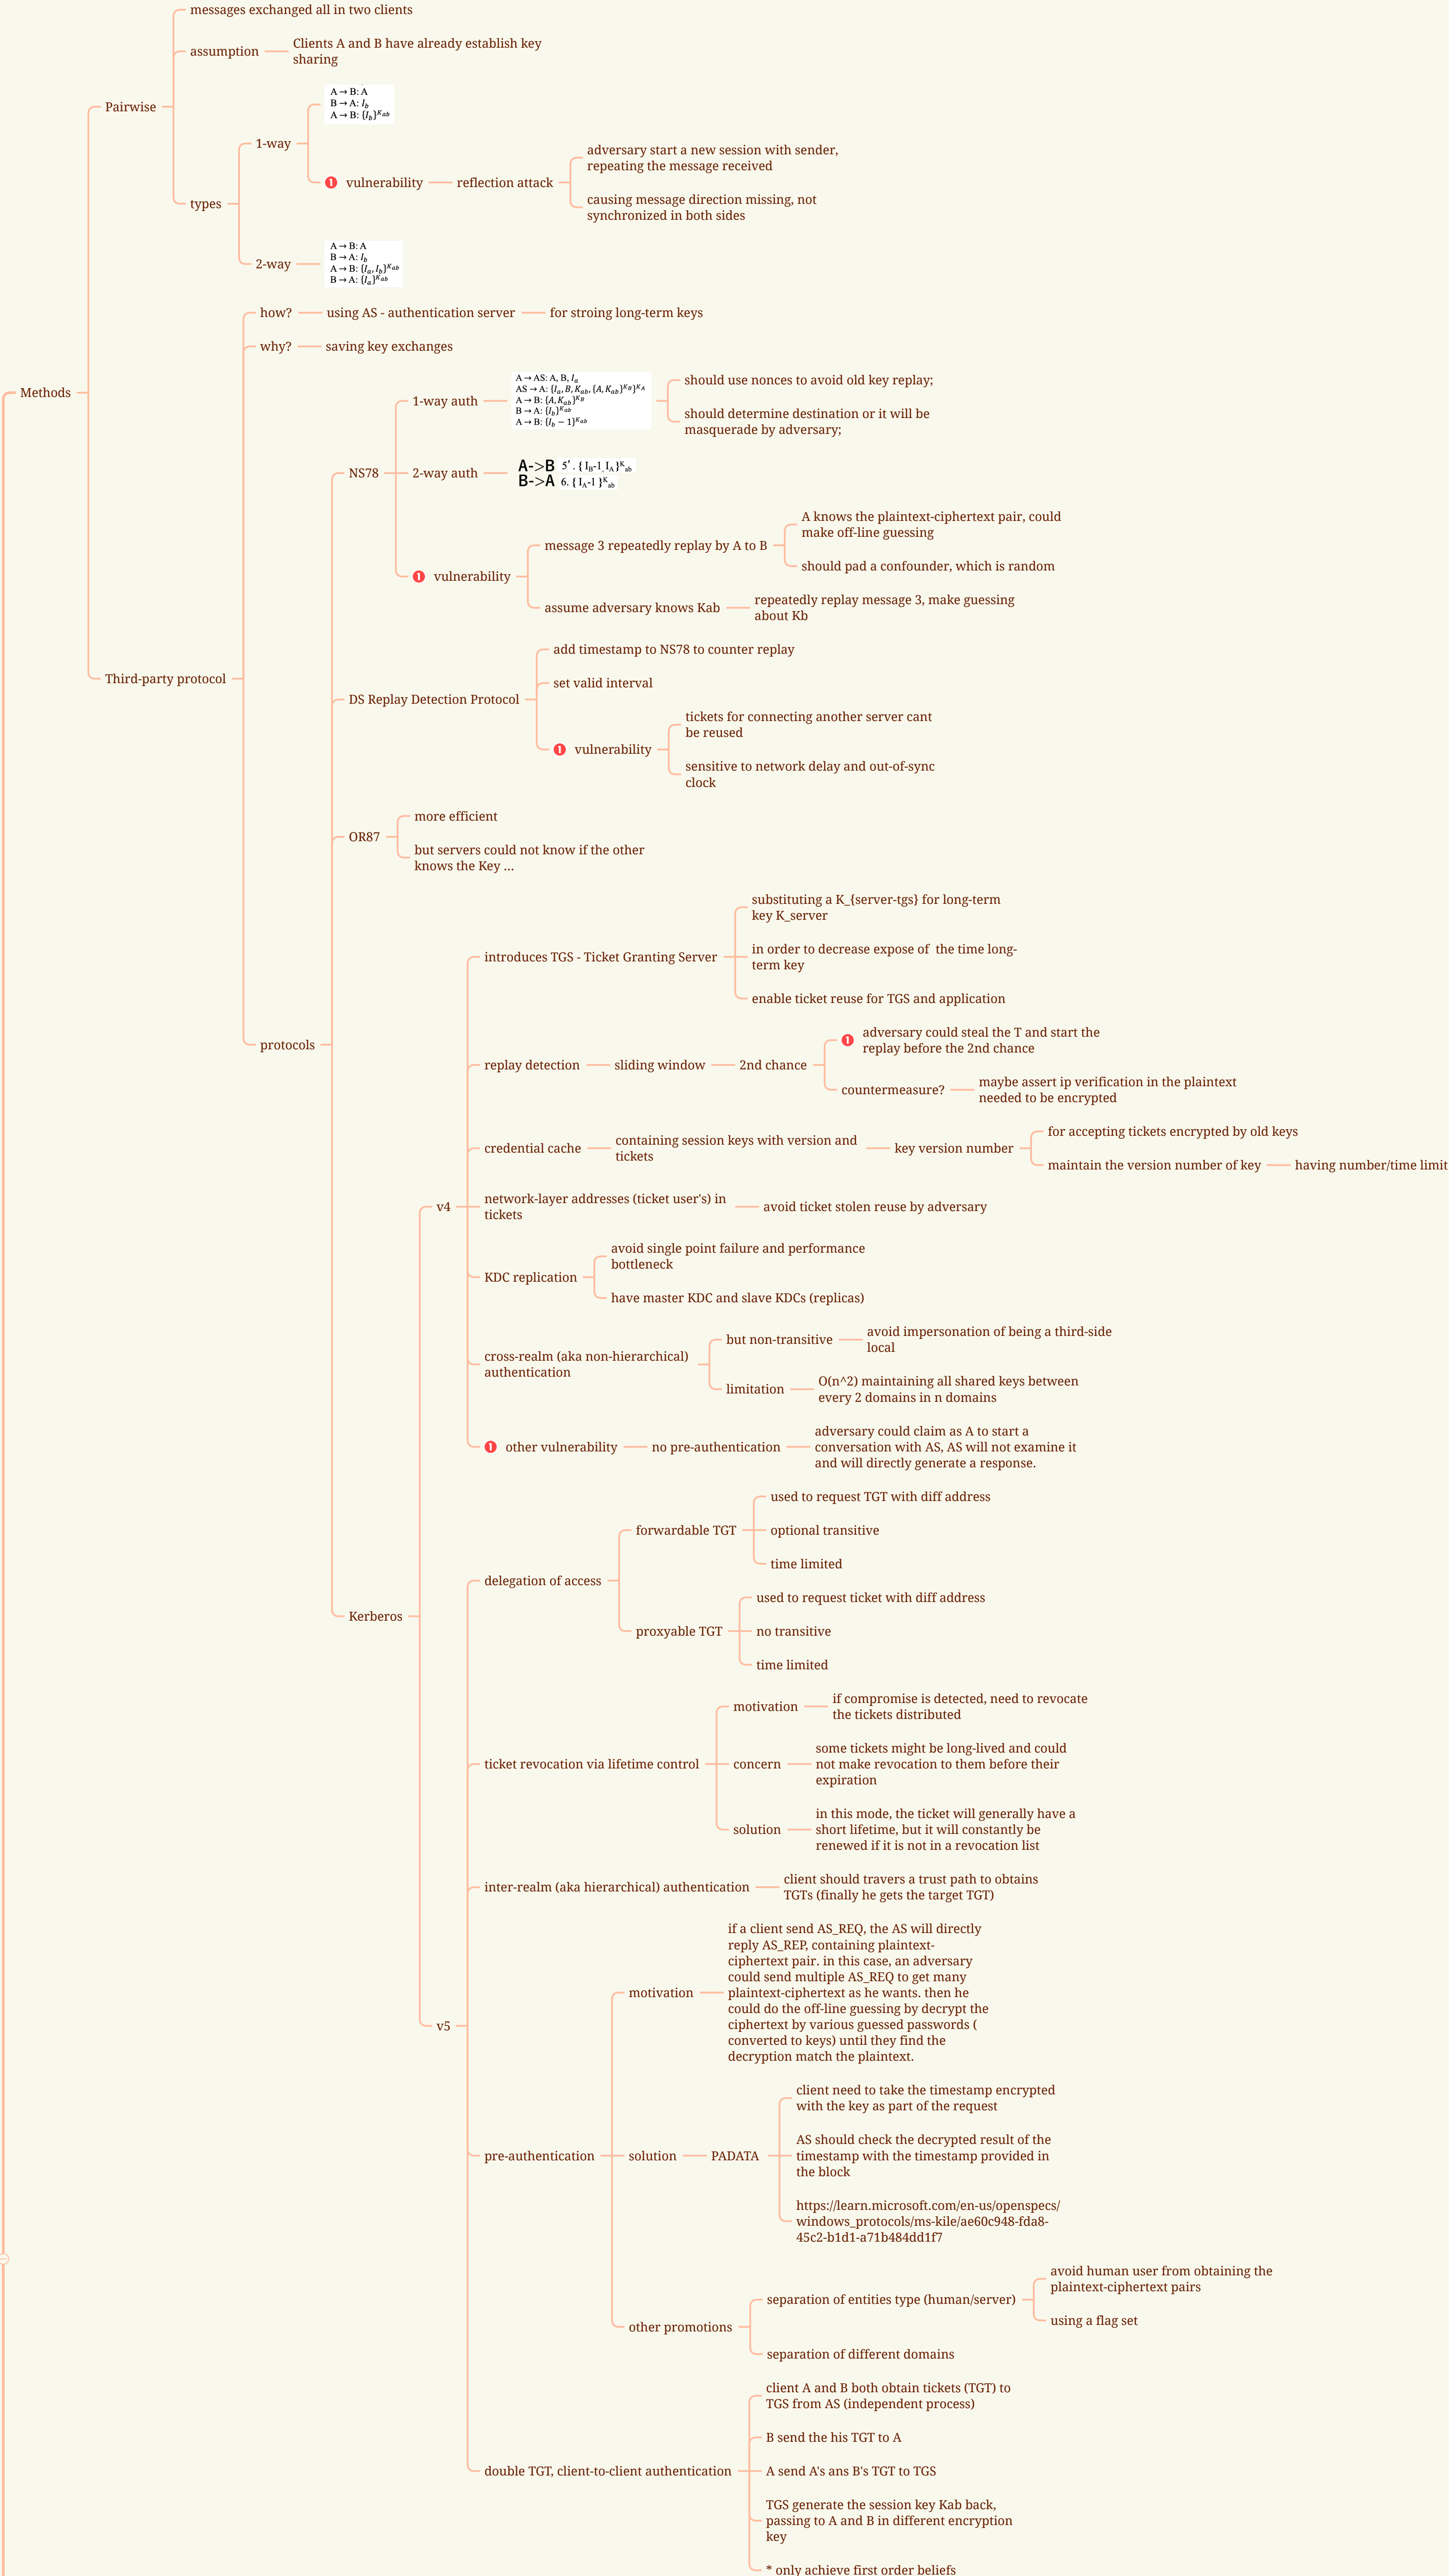 messages exchanged all in two clients
assumption
Clients A and B have already establish key
sharing
Pairwise
A → B: A
B → A: I_b
A → B: {I_b}^{K_ab}
1-way
adversary start a new session with sender,
repeating the message received
vulnerability
reflection attack
causing message direction missing, not
synchronized in both sides
types
A → B: A
B → A: I_b
A → B: {I_a, I_b}^{K_ab}
B → A: {I_a}^{K_ab}
2-way
how?
using AS - authentication server
for stroing long-term keys
why?
saving key exchanges
Methods
A → AS: A, B, I_a
AS → A: {I_a, B, K_ab, {A, K_ab}^{K_B}}^{K_A}
A → B: {A, K_ab}^{K_B}
B → A: {I_b}^{K_ab}
A → B: {I_b − 1}^{K_ab}
1-way auth
should use nonces to avoid old key replay;
should determine destination or it will be
masquerade by adversary;
NS78
2-way auth
A->B 5'. { I_B-1, I_A}^{K_ab}
B->A 6. { I_A-1 }^{K_ab}
A knows the plaintext-ciphertext pair, could
make off-line guessing
message 3 repeatedly replay by A to B
should pad a confounder, which is random
vulnerability
assume adversary knows Kab
repeatedly replay message 3, make guessing
about Kb
Third-party protocol
add timestamp to NS78 to counter replay
set valid interval
DS Replay Detection Protocol
tickets for connecting another server cant
be reused
vulnerability
sensitive to network delay and out-of-sync
clock
more efficient
OR87
but servers could not know if the other
knows the Key ...
substituting a K_{server-tgs} for long-term
key K_server
introduces TGS - Ticket Granting Server
in order to decrease expose of  the time long-
term key
enable ticket reuse for TGS and application
protocols
adversary could steal the T and start the
replay before the 2nd chance
replay detection
sliding window
2nd chance
countermeasure?
maybe assert ip verification in the plaintext
needed to be encrypted
for accepting tickets encrypted by old keys
credential cache
containing session keys with version and
tickets
key version number
maintain the version number of key
having number/time limit
v4
network-layer addresses (ticket user's) in
tickets
avoid ticket stolen reuse by adversary
avoid single point failure and performance
bottleneck
KDC replication
have master KDC and slave KDCs (replicas)
but non-transitive
avoid impersonation of being a third-side
local
cross-realm (aka non-hierarchical)
authentication
limitation
O(n^2) maintaining all shared keys between
every 2 domains in n domains
other vulnerability
no pre-authentication
adversary could claim as A to start a
conversation with AS, AS will not examine it
and will directly generate a response.
Kerberos
used to request TGT with diff address
forwardable TGT
optional transitive
time limited
delegation of access
used to request ticket with diff address
proxyable TGT
no transitive
time limited
motivation
if compromise is detected, need to revocate
the tickets distributed
ticket revocation via lifetime control
concern
some tickets might be long-lived and could
not make revocation to them before their
expiration
solution
in this mode, the ticket will generally have a
short lifetime, but it will constantly be
renewed if it is not in a revocation list
inter-realm (aka hierarchical) authentication
client should travers a trust path to obtains
TGTs (finally he gets the target TGT)
v5
motivation
if a client send AS_REQ, the AS will directly
reply AS_REP, containing plaintext-
ciphertext pair. in this case, an adversary
could send multiple AS_REQ to get many
plaintext-ciphertext as he wants. then he
could do the off-line guessing by decrypt the
ciphertext by various guessed passwords (
converted to keys) until they find the
decryption match the plaintext.
pre-authentication
solution
PADATA
client need to take the timestamp encrypted
with the key as part of the request
AS should check the decrypted result of the
timestamp with the timestamp provided in
the block
https://learn.microsoft.com/en-us/openspecs/
windows_protocols/ms-kile/ae60c948-fda8-
45c2-b1d1-a71b484dd1f7
other promotions
separation of entities type (human/server)
avoid human user from obtaining the
plaintext-ciphertext pairs
using a flag set
separation of different domains
double TGT, client-to-client authentication
client A and B both obtain tickets (TGT) to
TGS from AS (independent process)
B send the his TGT to A
A send A's ans B's TGT to TGS
TGS generate the session key Kab back,
passing to A and B in different encryption
key
* only achieve first order beliefs